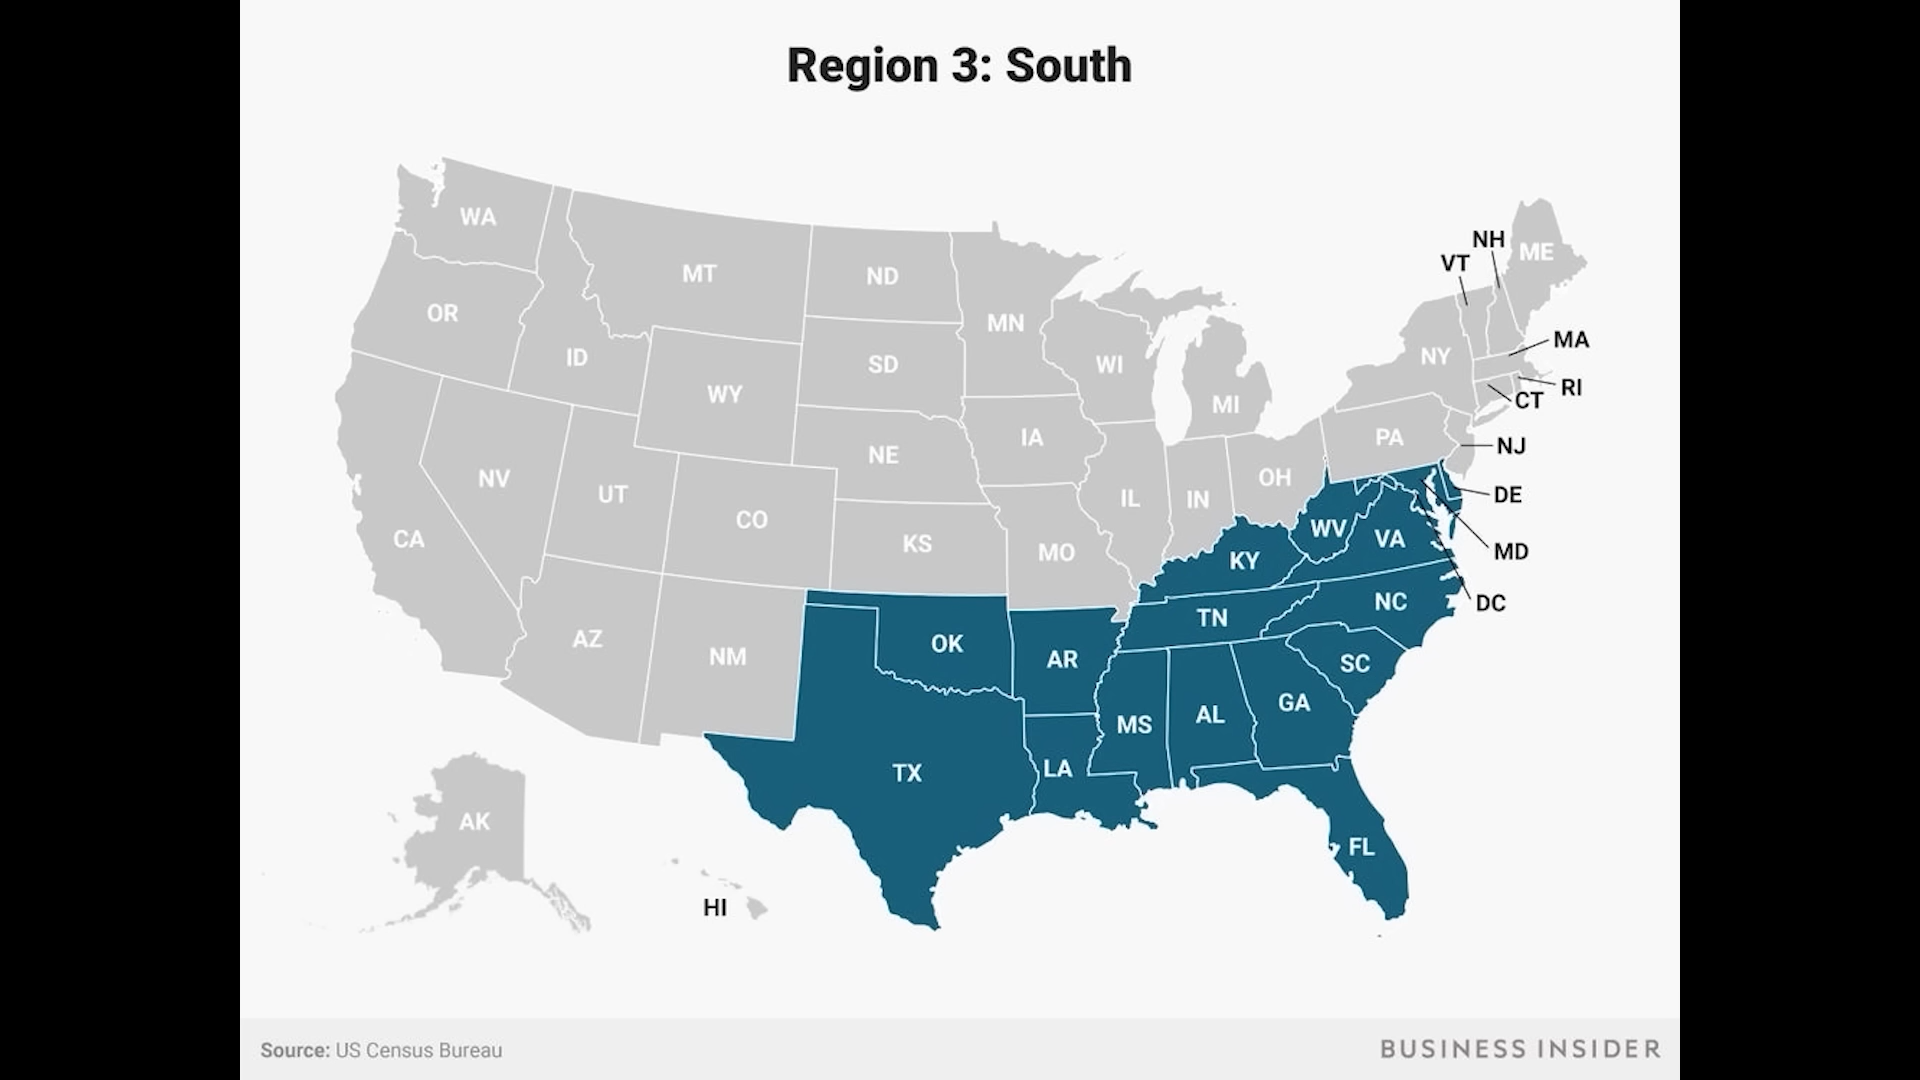 Region 3: South
WA
MT
ND
MN
NH
VT
ME
OR
ID
WY
SD
WI
MI
NY
MA
RI
CT
NV
UT
CO
NE
IA
IL
IN
OH
PA
NJ
CA
KS
MO
KY
WV
VA
DE
MD
DC
AZ
NM
OK
AR
TN
NC
SC
TX
LA
MS
AL
GA
FL
AK
HI
Source: US Census Bureau
BUSINESS INSIDER